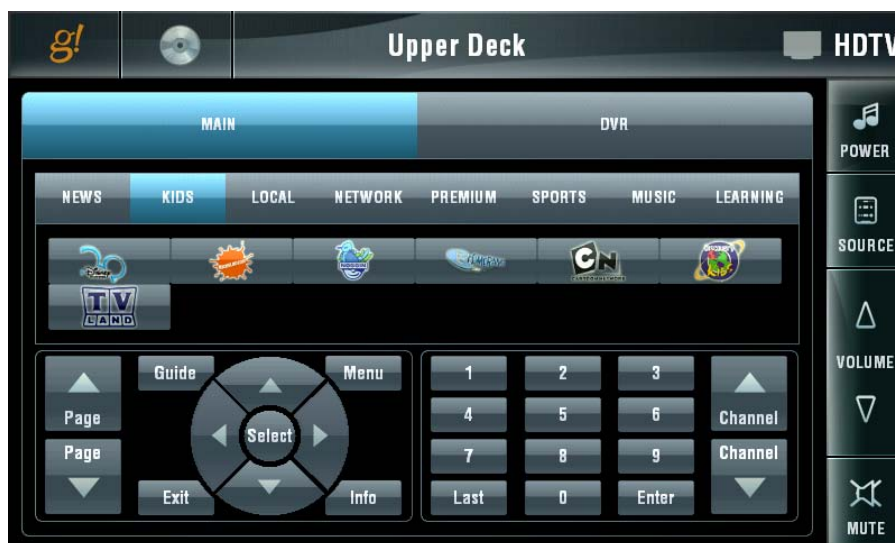 g! Upper Deck HDTV
MAIN DVR
POWER
NEWS KIDS LOCAL NETWORK PREMIUM SPORTS MUSIC LEARNING
SOURCE
Disney NOGGIN CN
TV
LAND
VOLUME
Guide Menu 1 2 3
Page Select 4 5 6 Channel
Page 7 8 9 Channel
Exit Info Last 0 Enter
MUTE